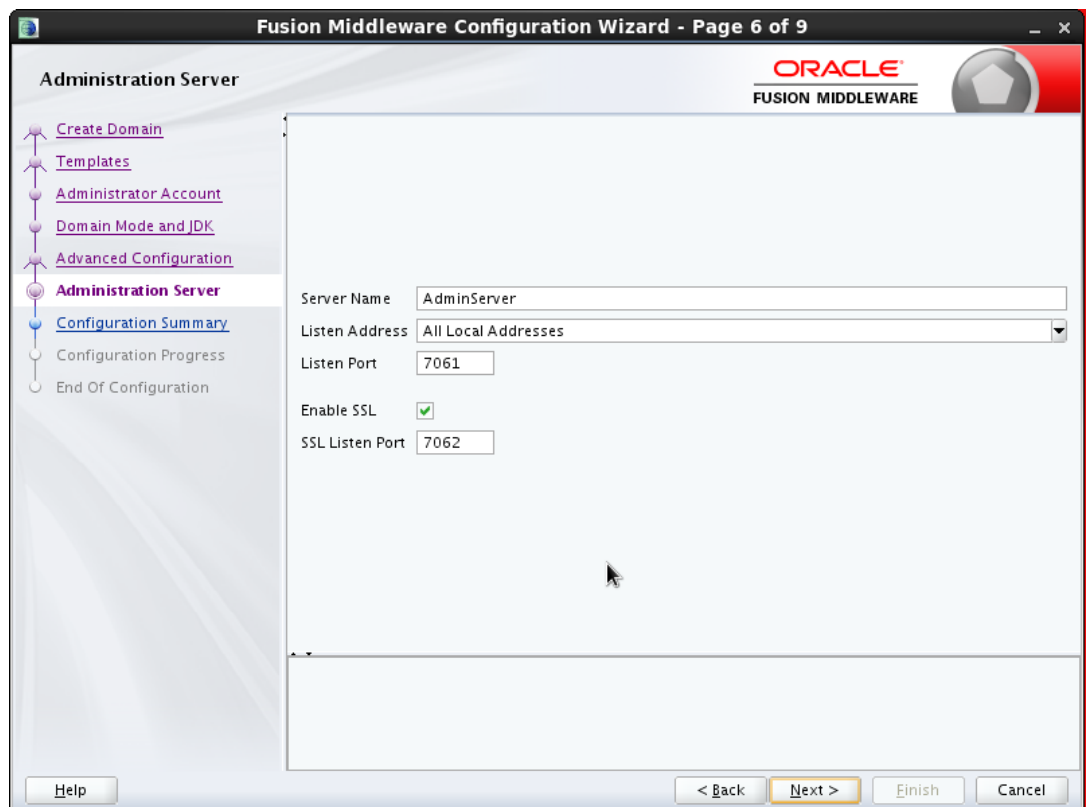 Fusion Middleware Configuration Wizard - Page 6 of 9
Administration Server
ORACLE
FUSION MIDDLEWARE
Create Domain
Templates
Administrator Account
Domain Mode and JDK
Advanced Configuration
Administration Server
Configuration Summary
Configuration Progress
End Of Configuration
Server Name AdminServer
Listen Address All Local Addresses
Listen Port 7061
Enable SSL
SSL Listen Port 7062
Help < Back Next > Finish Cancel